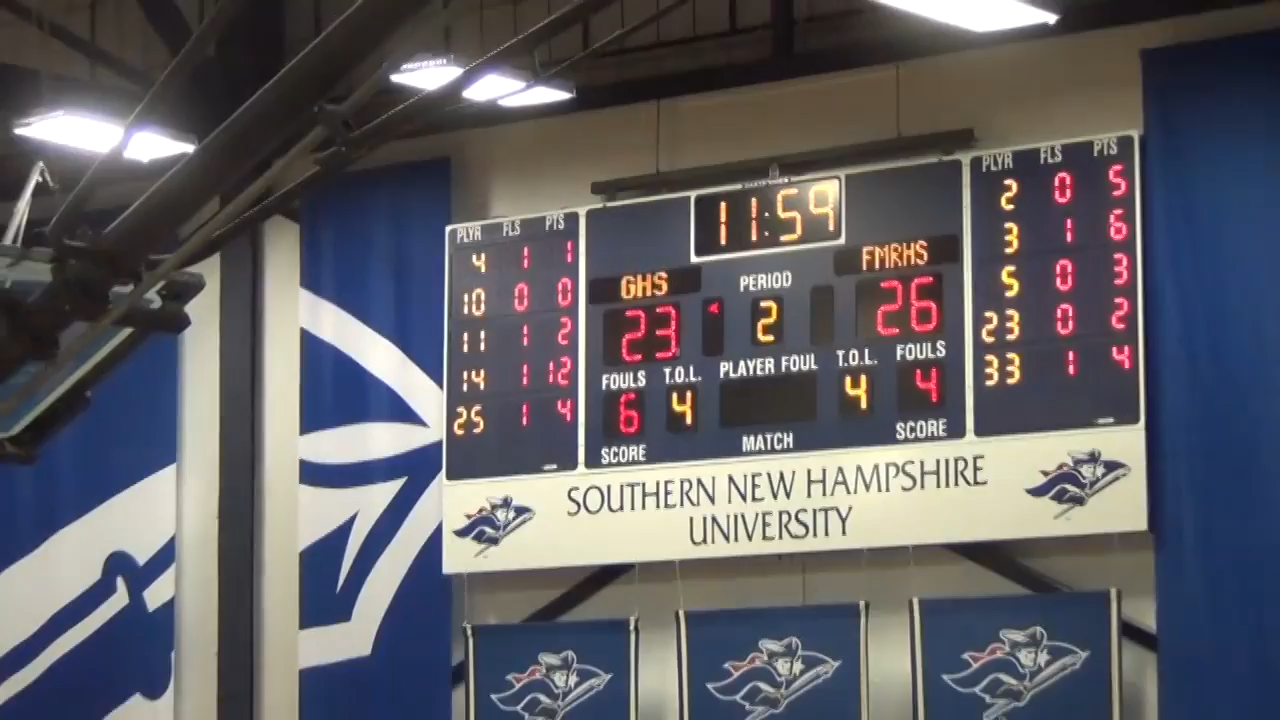 PLYR FLS PTS
4 1 1
10 0 0
11 1 2
14 1 12
25 1 4
11:59
GHS PERIOD FMRHS
23 2 26
FOULS T.O.L. PLAYER FOUL T.O.L. FOULS
6 4 4 4
SCORE MATCH SCORE
PLYR FLS PTS
2 0 5
3 1 6
5 0 3
23 0 2
33 1 4
SOUTHERN NEW HAMPSHIRE
UNIVERSITY